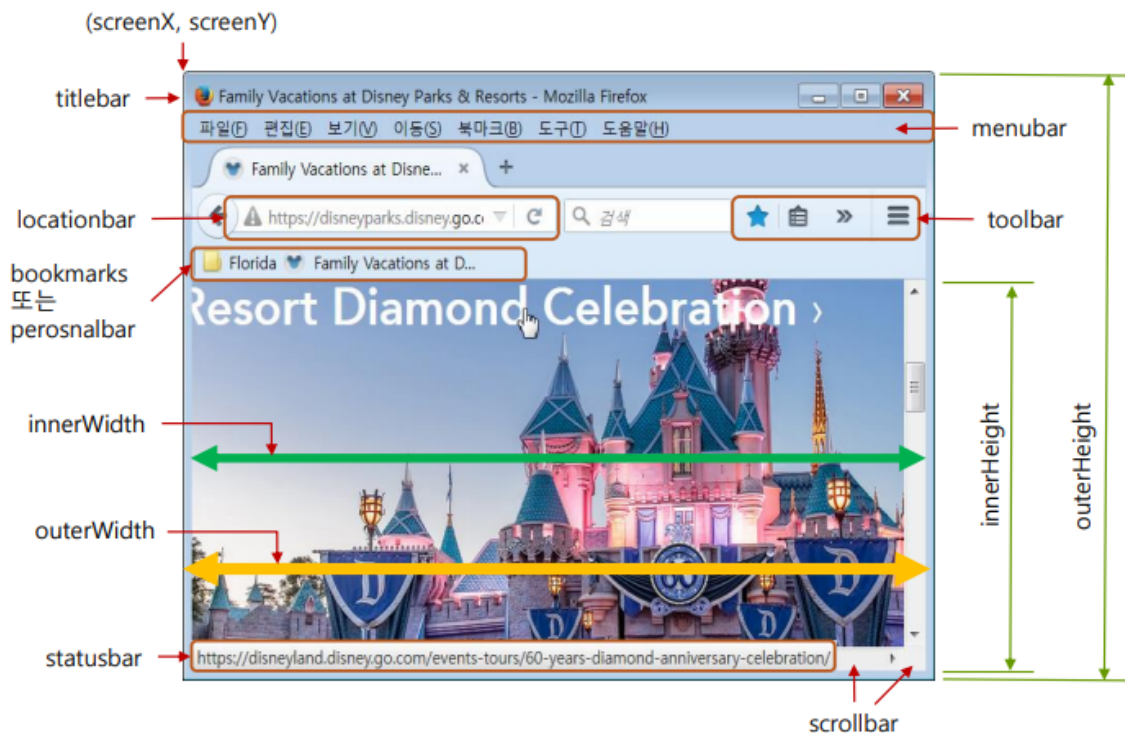 (screenX, screenY)
titlebar
Family Vacations at Disney Parks & Resorts - Mozilla Firefox
파일(F) 편집(E) 보기(V) 이동(S) 북마크(B) 도구(T) 도움말(H)
menubar
Family Vacations at Disne... × +
locationbar
https://disneyparks.disney.go.c
검색
toolbar
bookmarks
또는
perosnalbar
Florida Family Vacations at D...
Resort Diamond Celebration ›
innerWidth
innerHeight
outerHeight
outerWidth
D
60
D
D
D
statusbar
https://disneyland.disney.go.com/events-tours/60-years-diamond-anniversary-celebration/
scrollbar